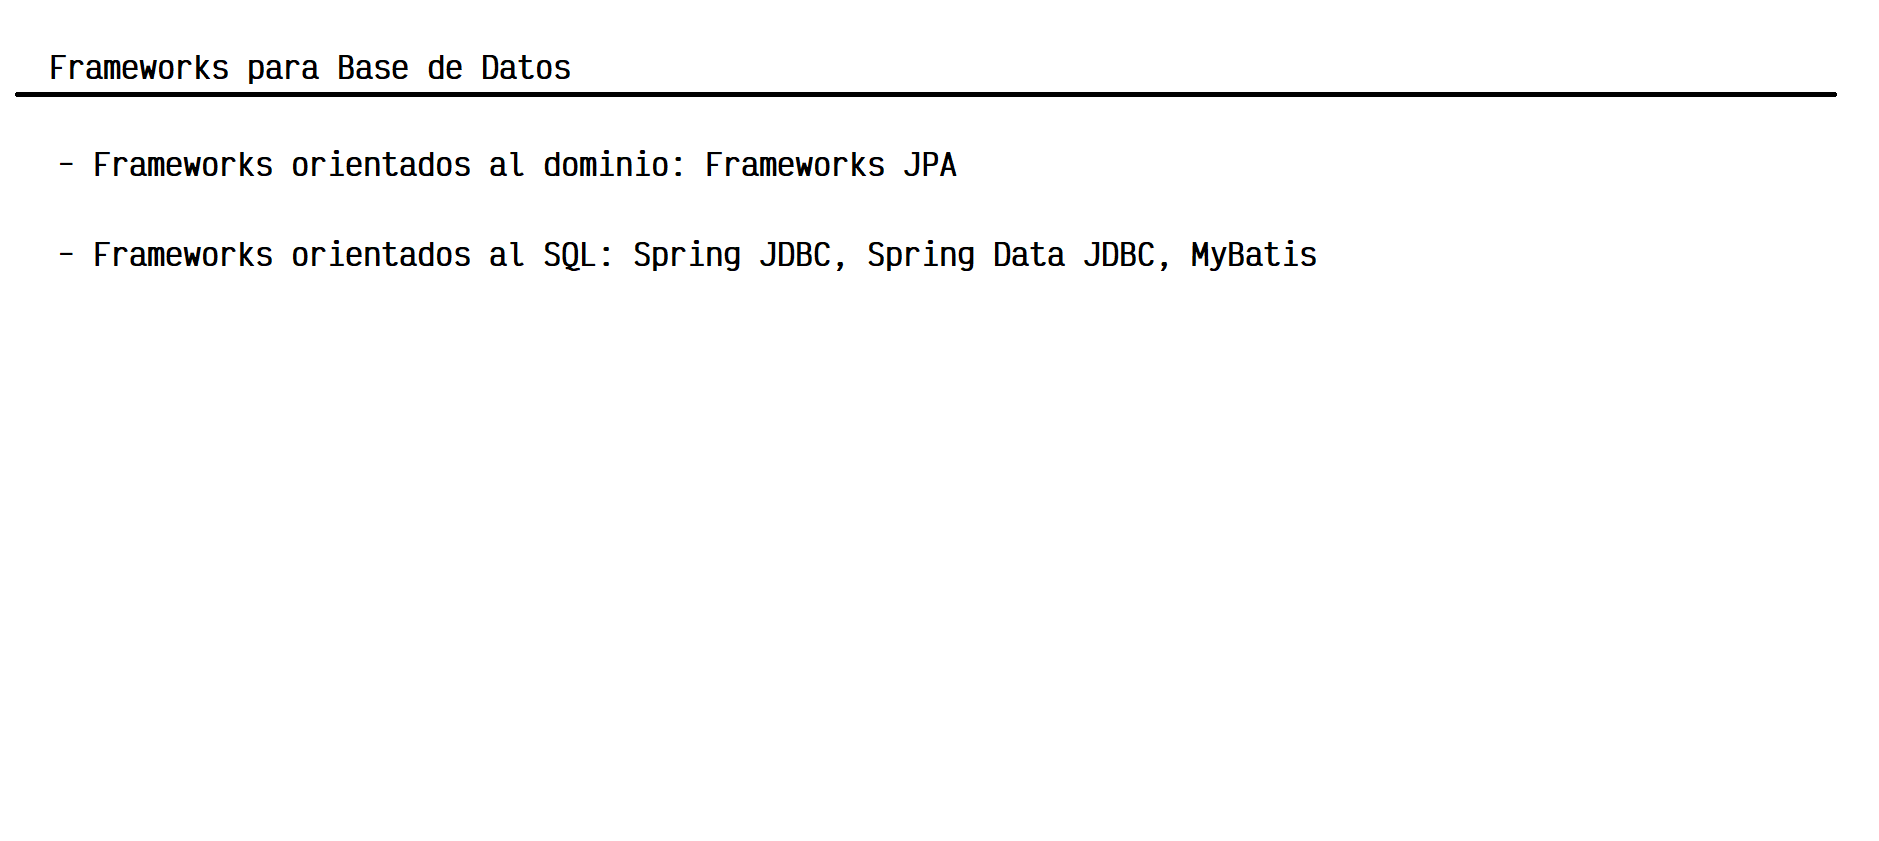 Frameworks para Base de Datos
- Frameworks orientados al dominio: Frameworks JPA
- Frameworks orientados al SQL: Spring JDBC, Spring Data JDBC, MyBatis